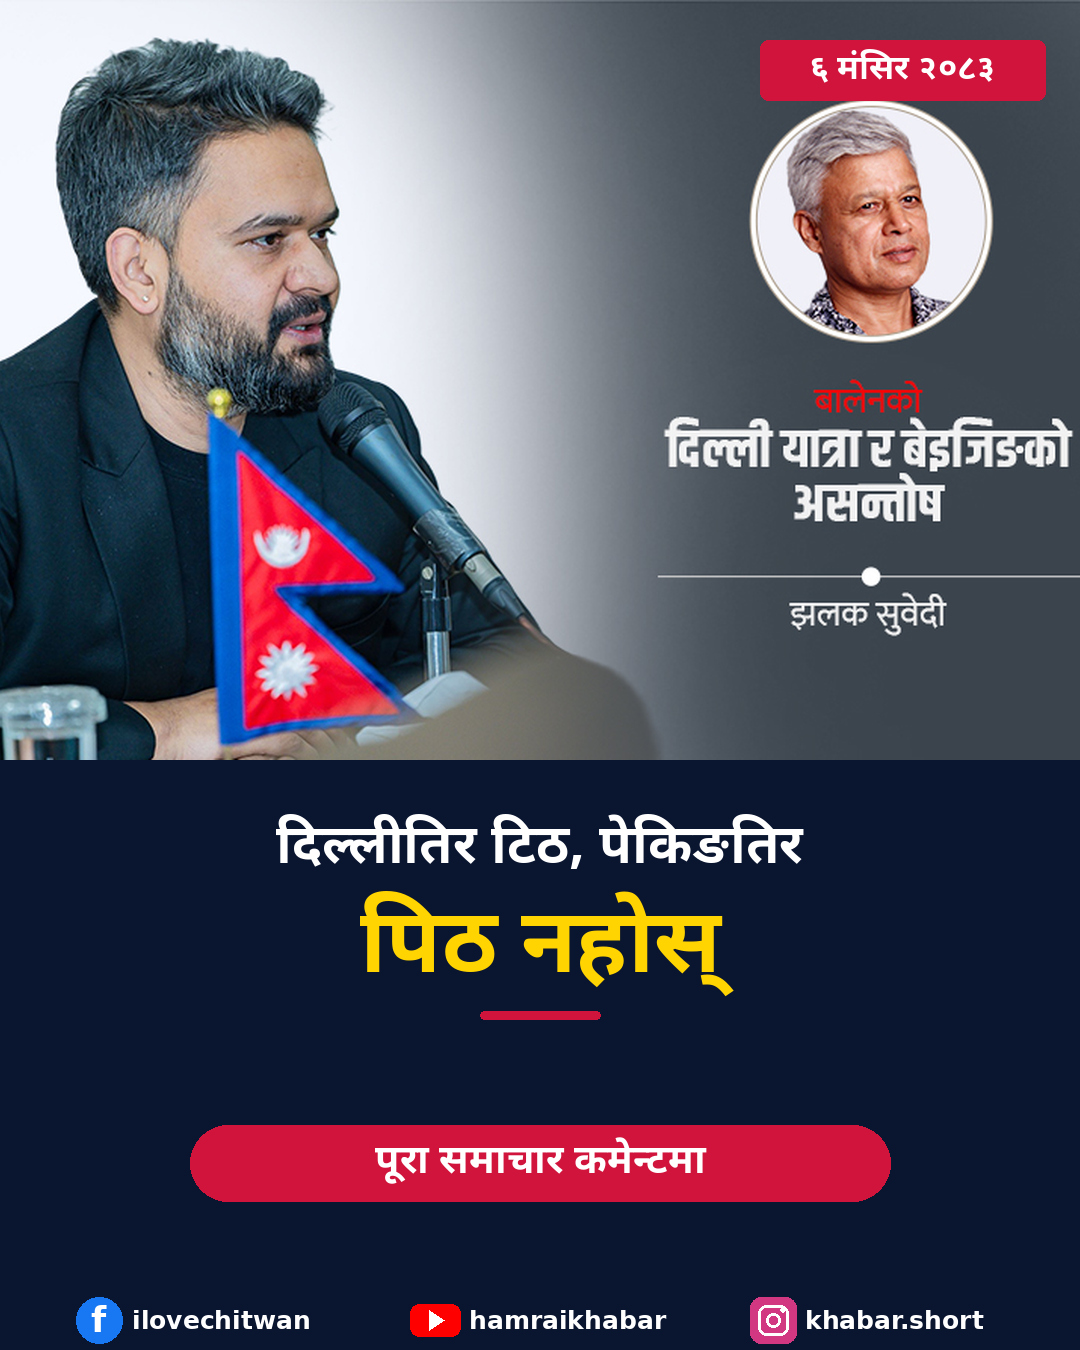 ६ मंसिर २०८३
बालेनको
दिल्ली यात्रा र बेइजिङको
असन्तोष
झलक सुवेदी
दिल्लीतिर टिठ, पेकिङतिर
पिठ नहोस्
पूरा समाचार कमेन्टमा
ilovechitwan
hamraikhabar
khabar.short